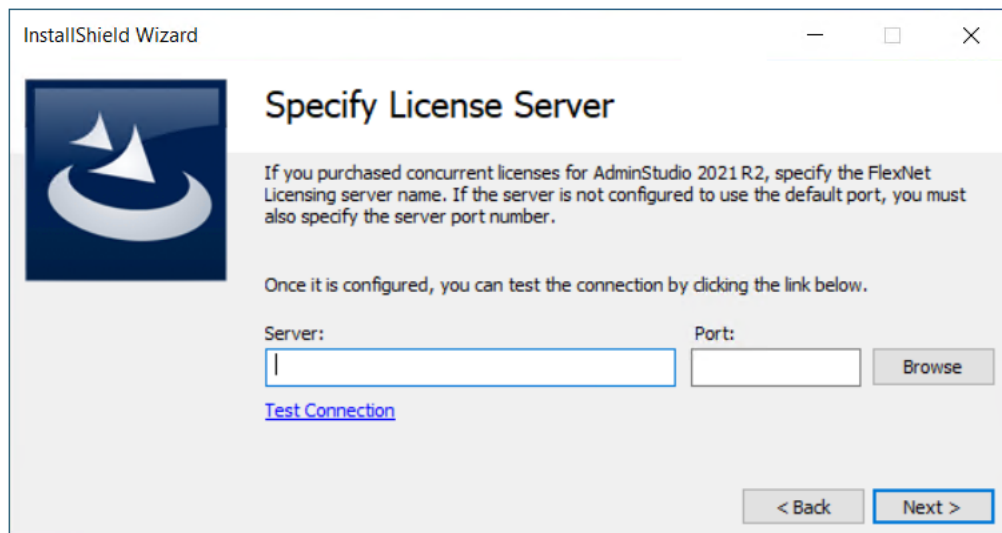 InstallShield Wizard
Specify License Server
If you purchased concurrent licenses for AdminStudio 2021 R2, specify the FlexNet
Licensing server name. If the server is not configured to use the default port, you must
also specify the server port number.
Once it is configured, you can test the connection by clicking the link below.
Server:
Port:
Browse
Test Connection
< Back
Next >